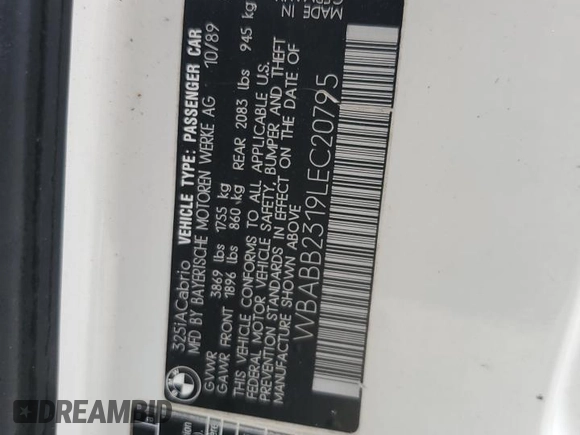 325iACabrio
VEHICLE TYPE: PASSENGER CAR
MFD BY BAYERISCHE MOTOREN WERKE AG 10/89
GVWR 3869 lbs 1755 kg
GAWR FRONT 1896 lbs 860 kg REAR 2083 lbs 945 kg
THIS VEHICLE CONFORMS TO ALL APPLICABLE U.S.
FEDERAL MOTOR VEHICLE SAFETY, BUMPER AND THEFT
PREVENTION STANDARDS IN EFFECT ON THE DATE OF
MANUFACTURE SHOWN ABOVE
WBABB2319LEC20795
MADE
IN
DREAMBID